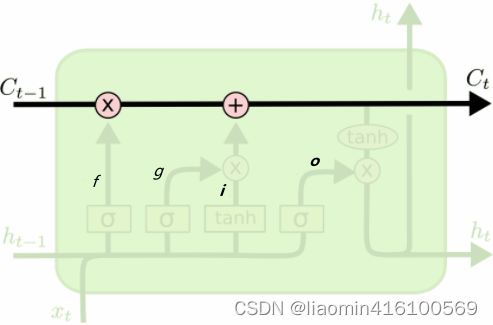 h_t
C_{t-1}
C_t
×
+
tanh
f
g
i
o
×
×
σ
σ
tanh
σ
h_{t-1}
h_t
x_t
CSDN @liaomin416100569